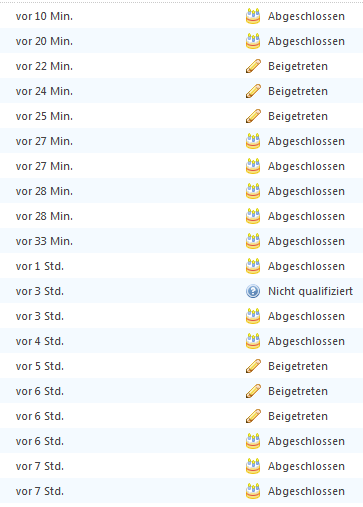 vor 10 Min. Abgeschlossen
vor 20 Min. Abgeschlossen
vor 22 Min. Beigetreten
vor 24 Min. Beigetreten
vor 25 Min. Beigetreten
vor 27 Min. Abgeschlossen
vor 27 Min. Abgeschlossen
vor 28 Min. Abgeschlossen
vor 28 Min. Abgeschlossen
vor 33 Min. Abgeschlossen
vor 1 Std. Abgeschlossen
vor 3 Std. Nicht qualifiziert
vor 3 Std. Abgeschlossen
vor 4 Std. Abgeschlossen
vor 5 Std. Beigetreten
vor 6 Std. Beigetreten
vor 6 Std. Beigetreten
vor 6 Std. Abgeschlossen
vor 7 Std. Abgeschlossen
vor 7 Std. Abgeschlossen